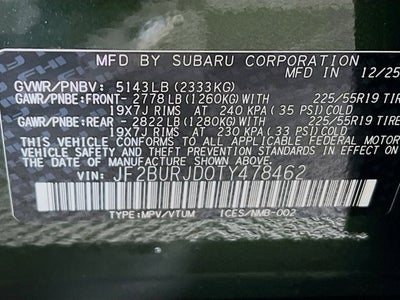 MFD BY SUBARU CORPORATION
MADE IN 12/25
GVWR/PNBV: 5143LB (2333KG)
GAWR/PNBE:FRONT- 2778LB (1260KG)WITH 225/55R19 TIRE
19X7J RIMS AT 240 KPA (35 PSI)COLD
GAWR/PNBE:REAR - 2822LB (1280KG)WITH 225/55R19 TIRE
19X7J RIMS AT 230 KPA (33 PSI)COLD
THIS VEHICLE CONFORMS TO ALL APPLICABLE FEDERAL MOTOR
VEHICLE SAFETY AND THEFT PREVENTION STANDARDS IN EFFECT
ON THE DATE OF MANUFACTURE SHOWN ABOVE.
VIN: JF2BURJD0TY478462
TYPE:MPV/VTUM ICES/NMB-002